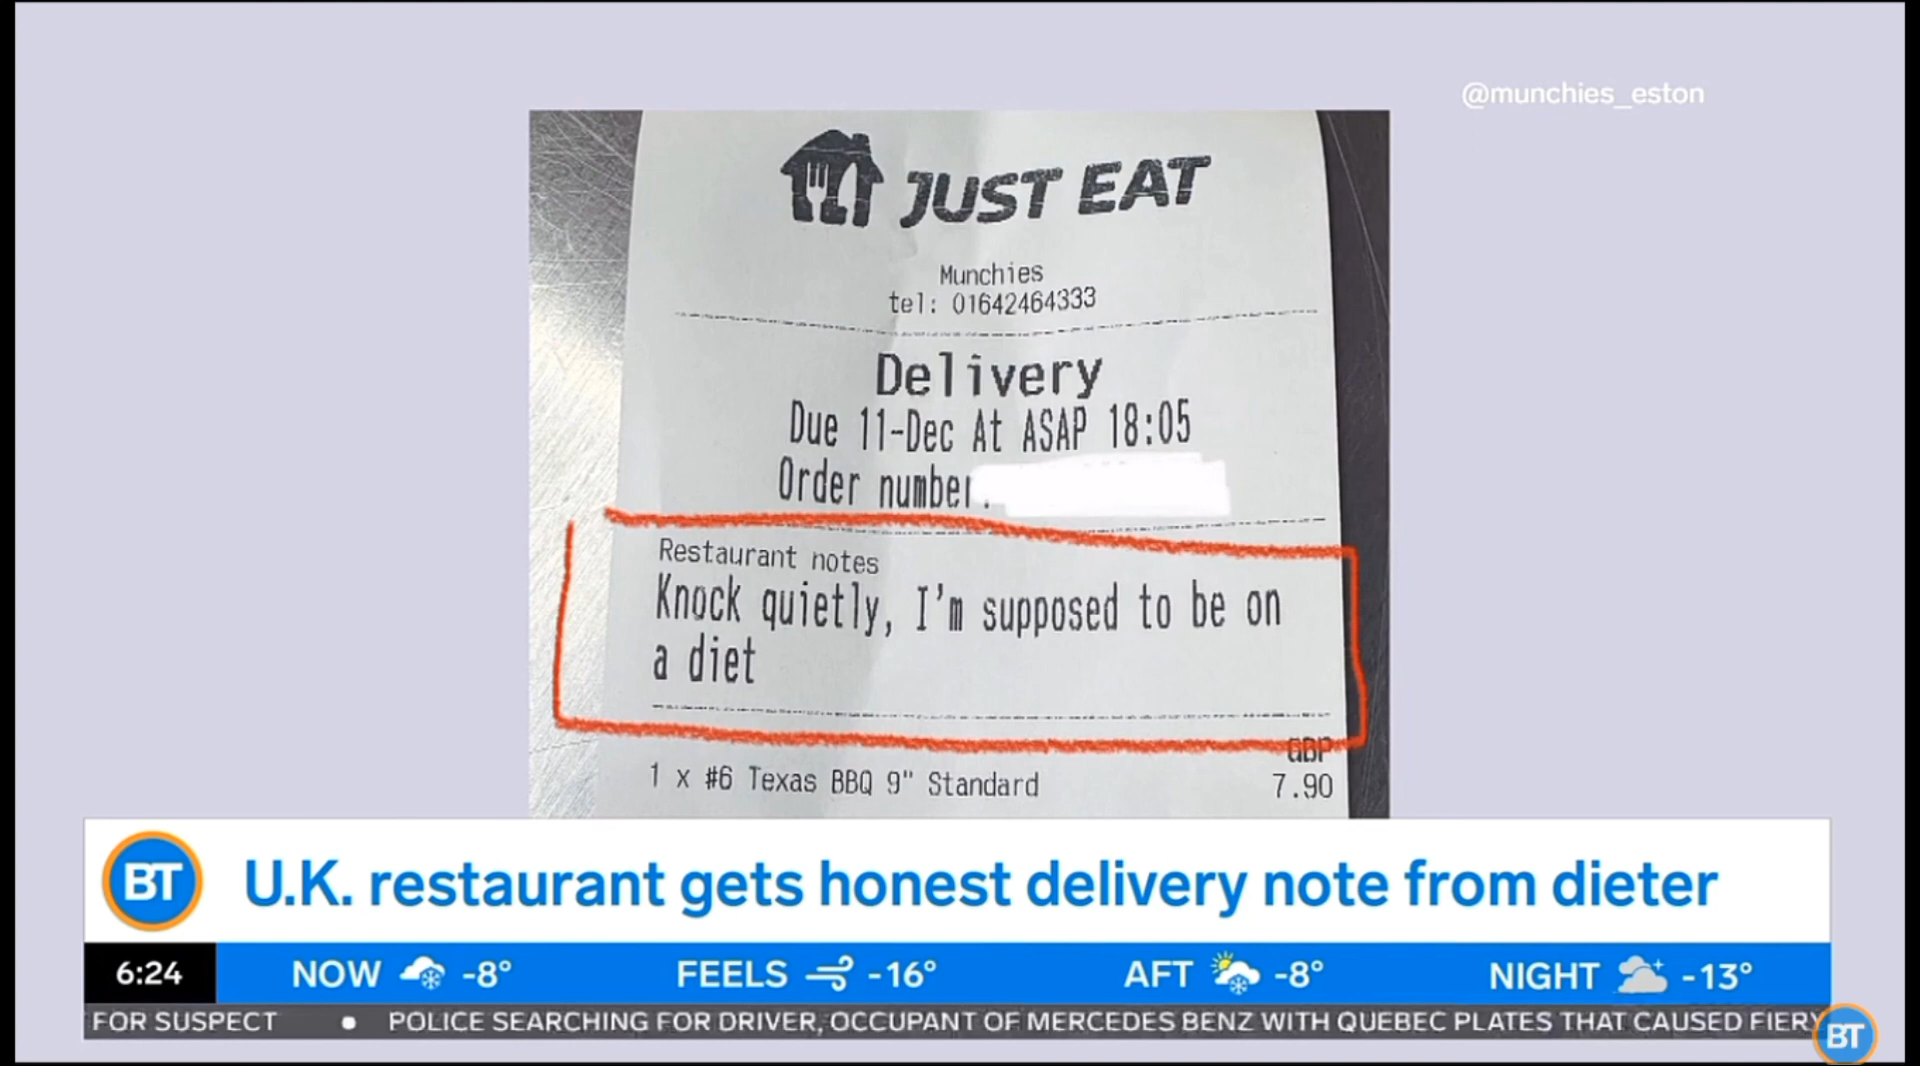 @munchies_eston
JUST EAT
Munchies
tel: 01642464333
Delivery
Due 11-Dec At ASAP 18:05
Order number:
Restaurant notes
Knock quietly, I'm supposed to be on
a diet
GBP
1 x #6 Texas BBQ 9" Standard 7.90
BT U.K. restaurant gets honest delivery note from dieter
6:24 NOW -8° FEELS -16° AFT -8° NIGHT -13°
FOR SUSPECT • POLICE SEARCHING FOR DRIVER, OCCUPANT OF MERCEDES BENZ WITH QUEBEC PLATES THAT CAUSED FIERY
BT